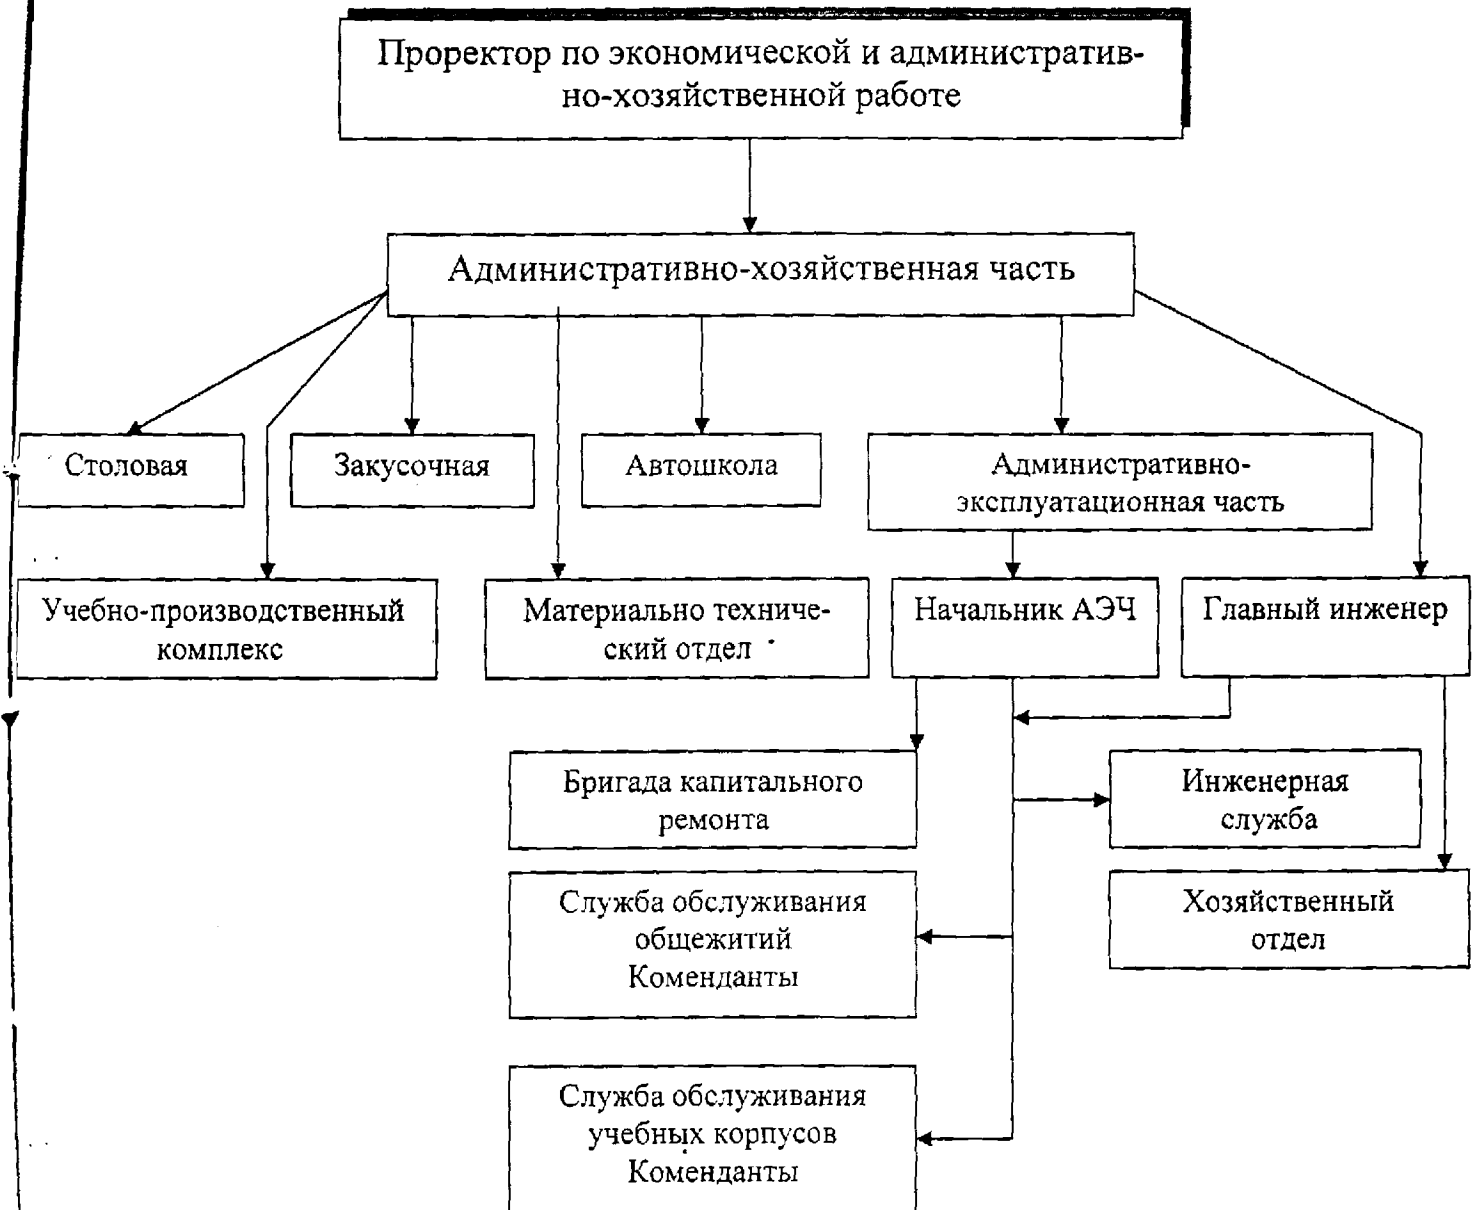 Проректор по экономической и административ-
но-хозяйственной работе
Административно-хозяйственная часть
Столовая
Закусочная
Автошкола
Административно-
эксплуатационная часть
Учебно-производственный
комплекс
Материально техниче-
ский отдел
Начальник АЭЧ
Главный инженер
Бригада капитального
ремонта
Инженерная
служба
Служба обслуживания
общежитий
Коменданты
Хозяйственный
отдел
Служба обслуживания
учебных корпусов
Коменданты